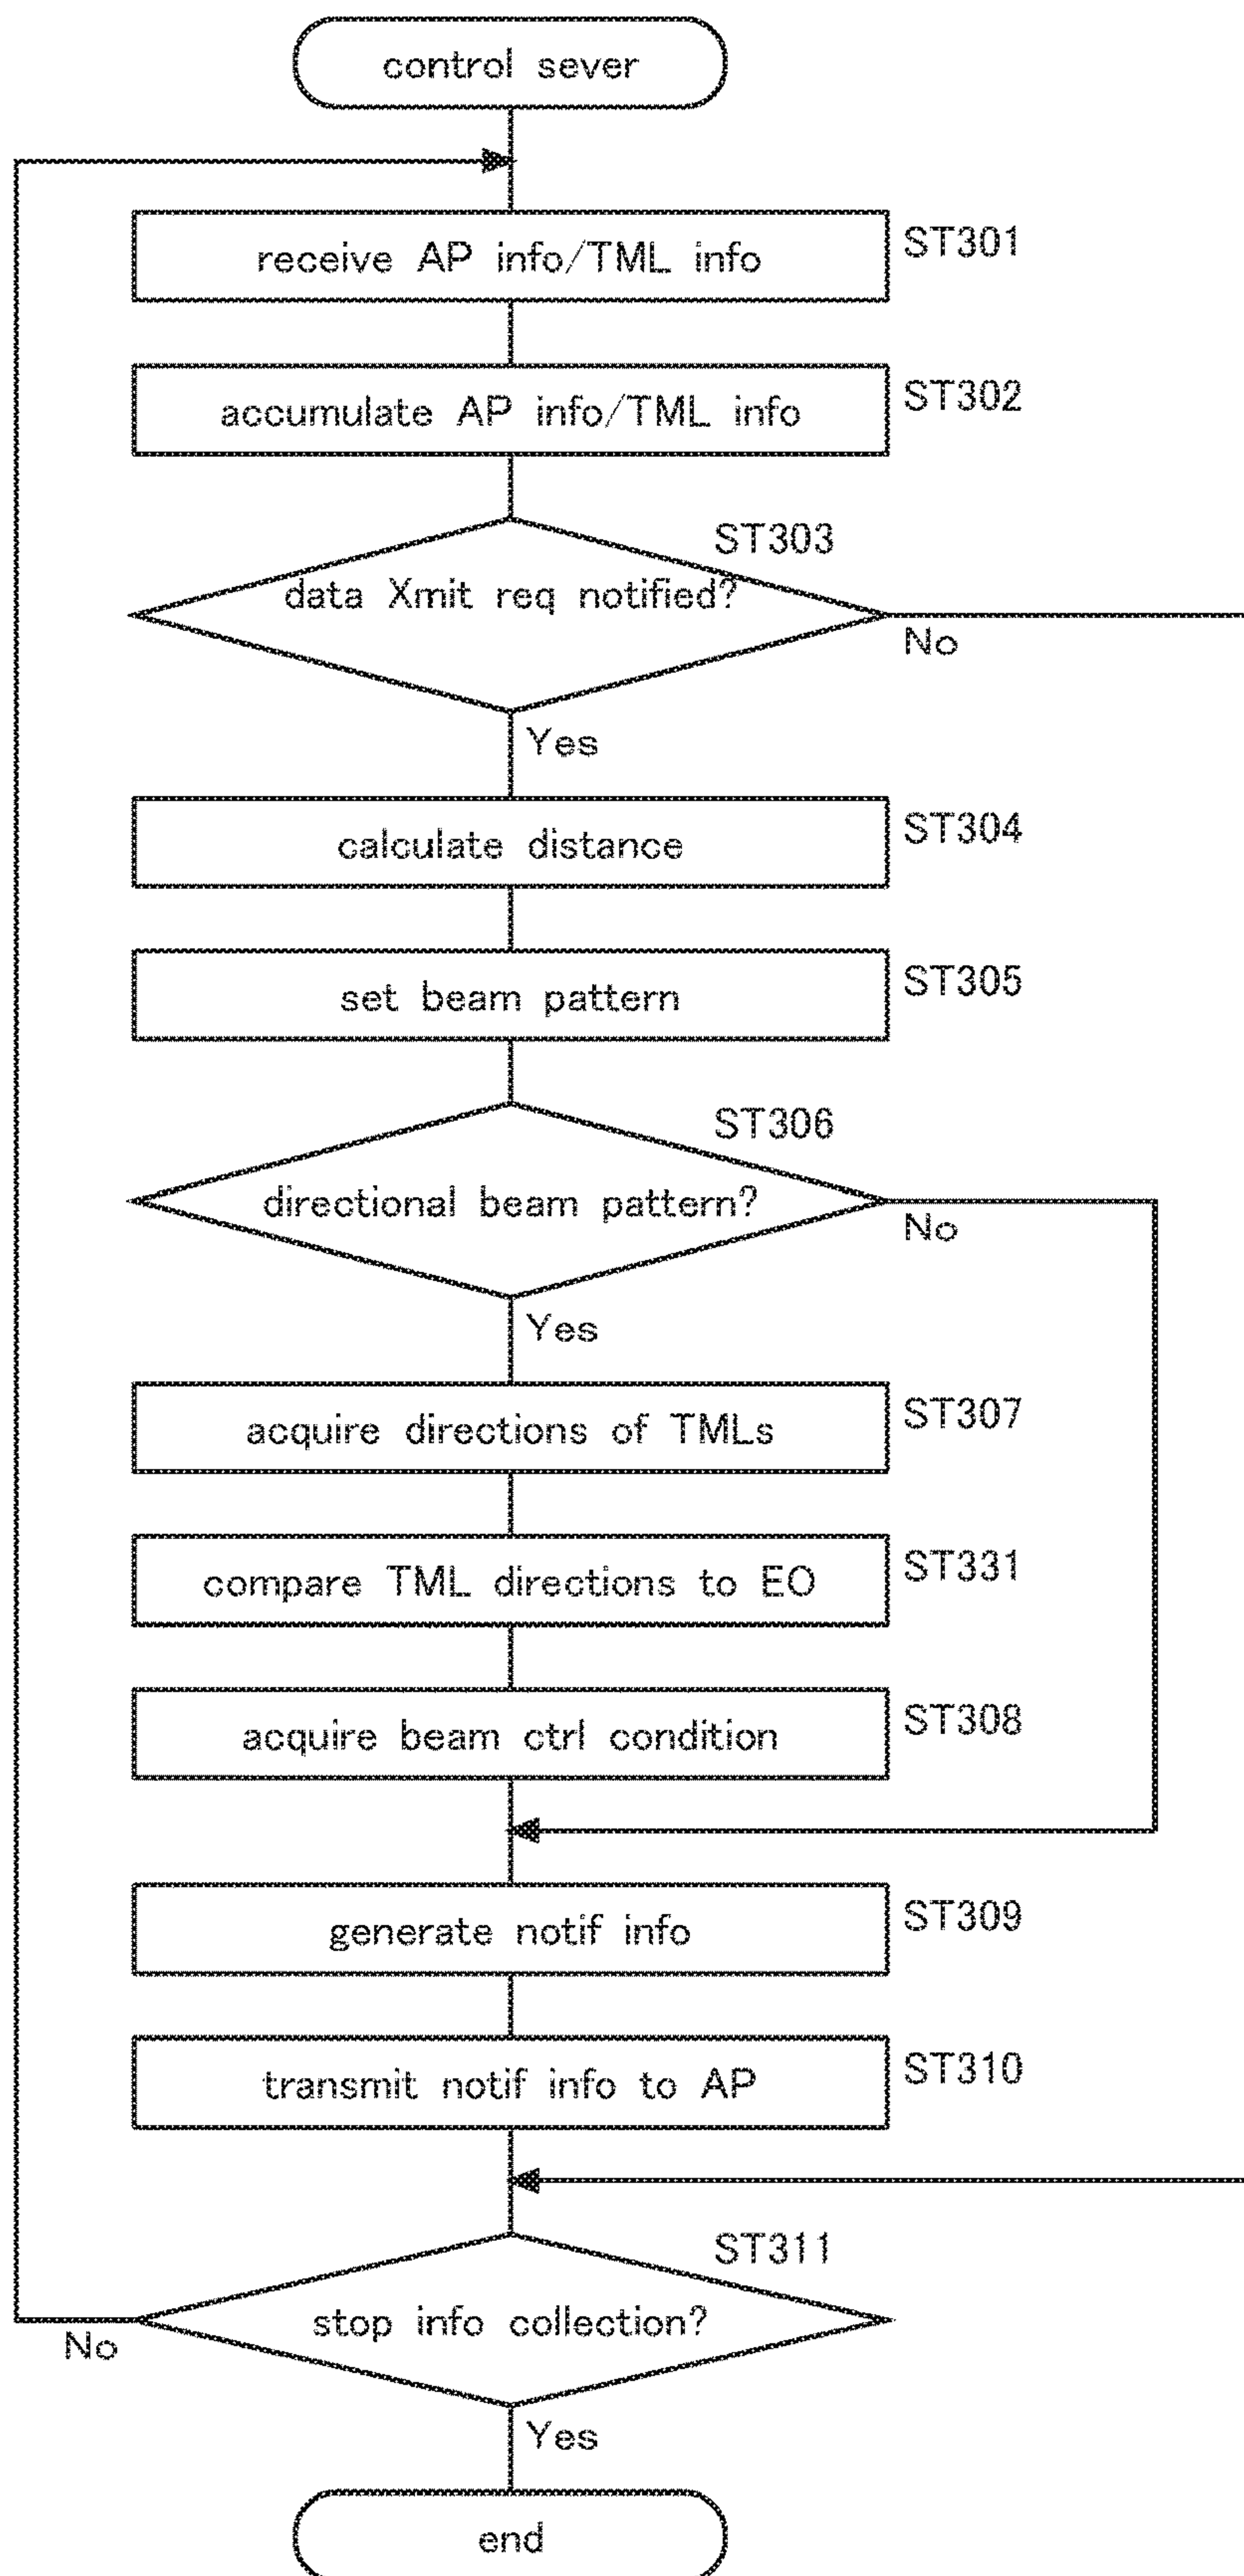 control sever
receive AP info/TML info
ST301
accumulate AP info/TML info
ST302
ST303
data Xmit req notified?
No
Yes
calculate distance
ST304
set beam pattern
ST305
ST306
directional beam pattern?
No
Yes
acquire directions of TMLs
ST307
compare TML directions to EO
ST331
acquire beam ctrl condition
ST308
generate notif info
ST309
transmit notif info to AP
ST310
ST311
stop info collection?
No
Yes
end